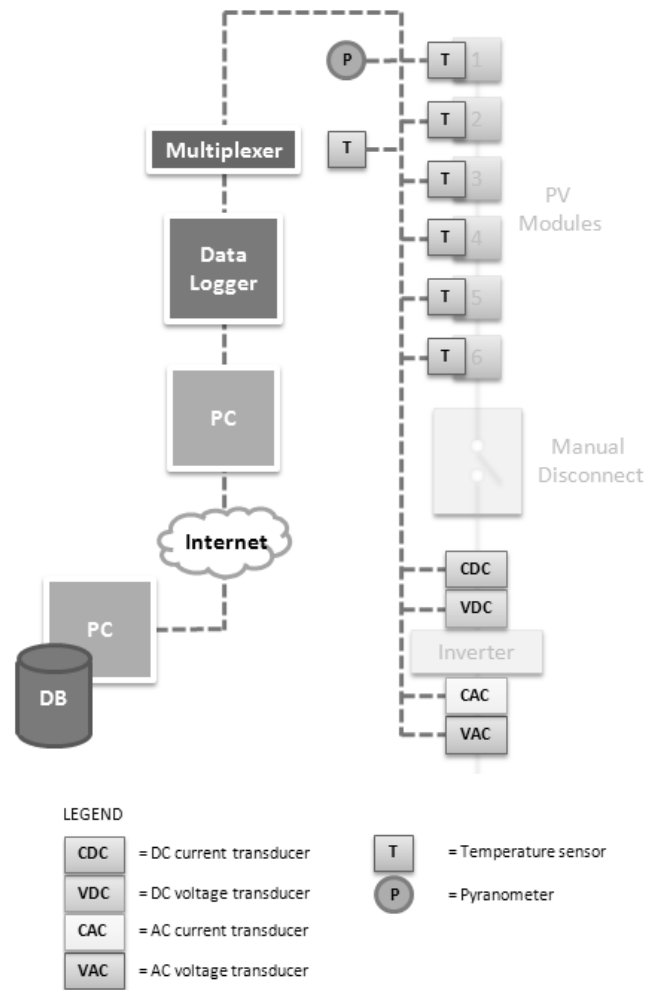 P
T 1
T 2
Multiplexer
T
T 3
PV
Modules
Data
Logger
T 4
T 5
T 6
PC
Manual
Disconnect
Internet
CDC
VDC
PC
Inverter
DB
CAC
VAC
LEGEND
CDC = DC current transducer
VDC = DC voltage transducer
CAC = AC current transducer
VAC = AC voltage transducer
T = Temperature sensor
P = Pyranometer